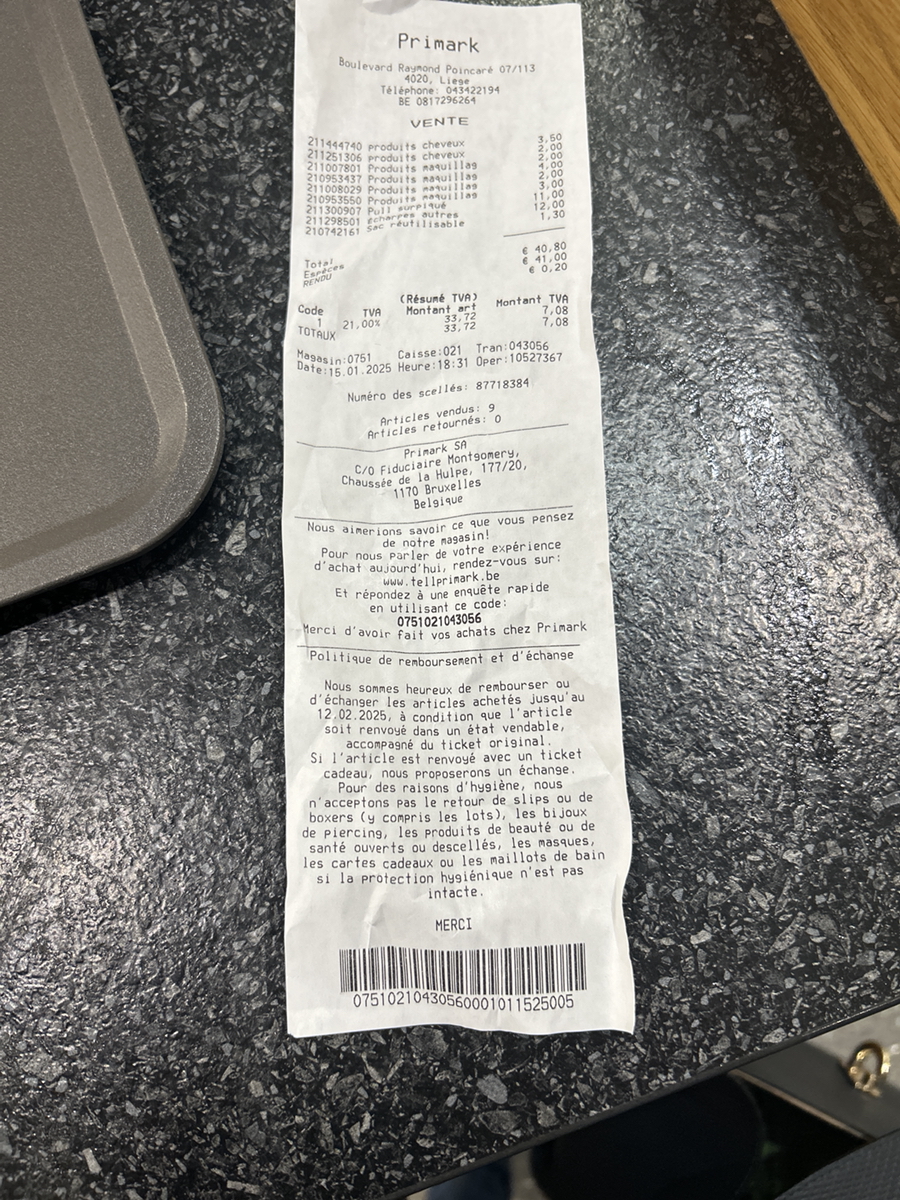 Primark
Boulevard Raymond Poincaré 07/113
4020, Liege
Téléphone: 043422194
BE 0817296264
VENTE
211444740 Produits cheveux 3,50
211251306 Produits cheveux 2,00
211007801 Produits maquillag 2,00
210953437 Produits maquillag 4,00
211008029 Produits maquillag 2,00
210953550 Produits maquillag 3,00
211300907 Pull surpiqué 11,00
211298501 écharpes autres 12,00
210742161 Sac réutilisable 1,30
Total € 40,80
Espèces € 41,00
RENDU € 0,20
(Résumé TVA)
Code TVA Montant art Montant TVA
1 21,00% 33,72 7,08
TOTAUX 33,72 7,08
Magasin:0751 Caisse:021 Tran:043056
Date:15.01.2025 Heure:18:31 Oper:10527367
Numéro des scellés: 87718384
Articles vendus: 9
Articles retournés: 0
Primark SA
C/O Fiduciaire Montgomery,
Chaussée de la Hulpe, 177/20,
1170 Bruxelles
Belgique
Nous aimerions savoir ce que vous pensez
de notre magasin!
Pour nous parler de votre expérience
d'achat aujourd'hui, rendez-vous sur:
www.tellprimark.be
Et répondez à une enquête rapide
en utilisant ce code:
0751021043056
Merci d'avoir fait vos achats chez Primark
Politique de remboursement et d'échange
Nous sommes heureux de rembourser ou
d'échanger les articles achetés jusqu'au
12.02.2025, à condition que l'article
soit renvoyé dans un état vendable,
accompagné du ticket original.
Si l'article est renvoyé avec un ticket
cadeau, nous proposerons un échange.
Pour des raisons d'hygiène, nous
n'acceptons pas le retour de slips ou de
boxers (y compris les lots), les bijoux
de piercing, les produits de beauté ou de
santé ouverts ou descellés, les masques,
les cartes cadeaux ou les maillots de bain
si la protection hygiénique n'est pas
intacte.
MERCI
07510210430560001011525005